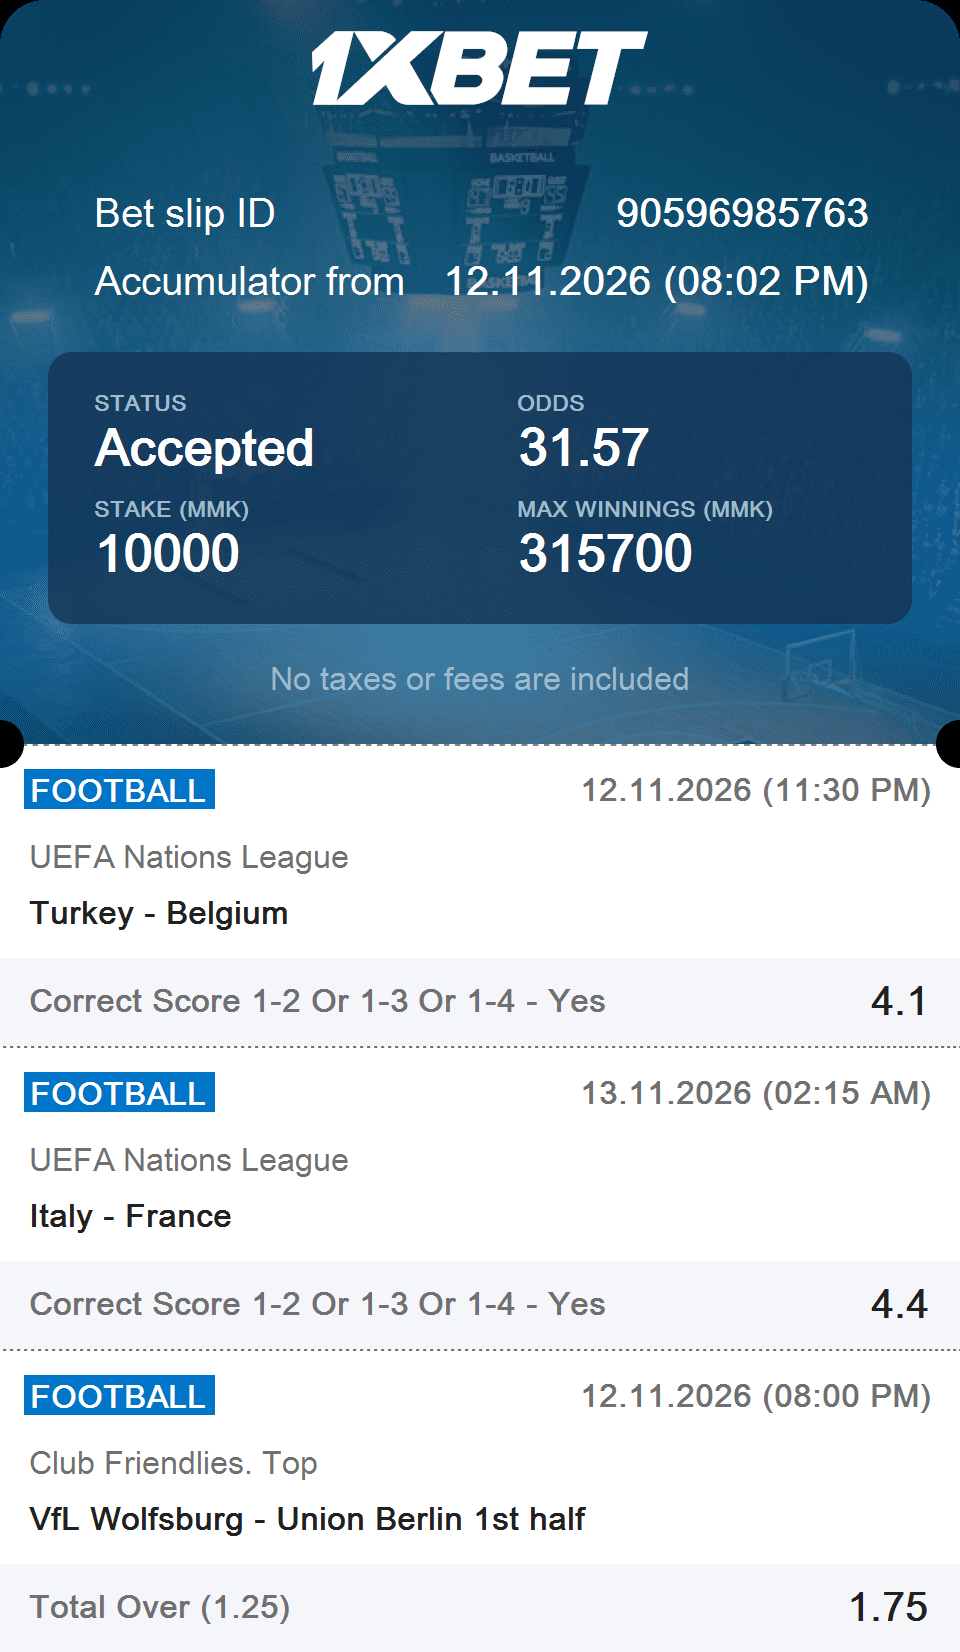 1XBET
BASKETBALL
Bet slip ID 90596985763
Accumulator from 12.11.2026 (08:02 PM)
STATUS ODDS
Accepted 31.57
STAKE (MMK) MAX WINNINGS (MMK)
10000 315700
No taxes or fees are included
FOOTBALL 12.11.2026 (11:30 PM)
UEFA Nations League
Turkey - Belgium
Correct Score 1-2 Or 1-3 Or 1-4 - Yes 4.1
FOOTBALL 13.11.2026 (02:15 AM)
UEFA Nations League
Italy - France
Correct Score 1-2 Or 1-3 Or 1-4 - Yes 4.4
FOOTBALL 12.11.2026 (08:00 PM)
Club Friendlies. Top
VfL Wolfsburg - Union Berlin 1st half
Total Over (1.25) 1.75